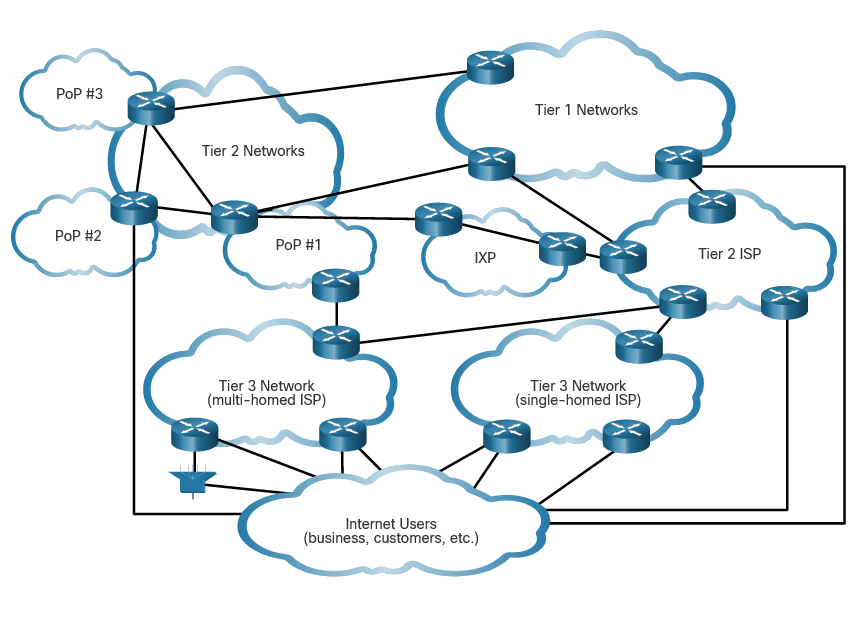 PoP #3
Tier 1 Networks
Tier 2 Networks
PoP #2
PoP #1
IXP
Tier 2 ISP
Tier 3 Network
(multi-homed ISP)
Tier 3 Network
(single-homed ISP)
Internet Users
(business, customers, etc.)